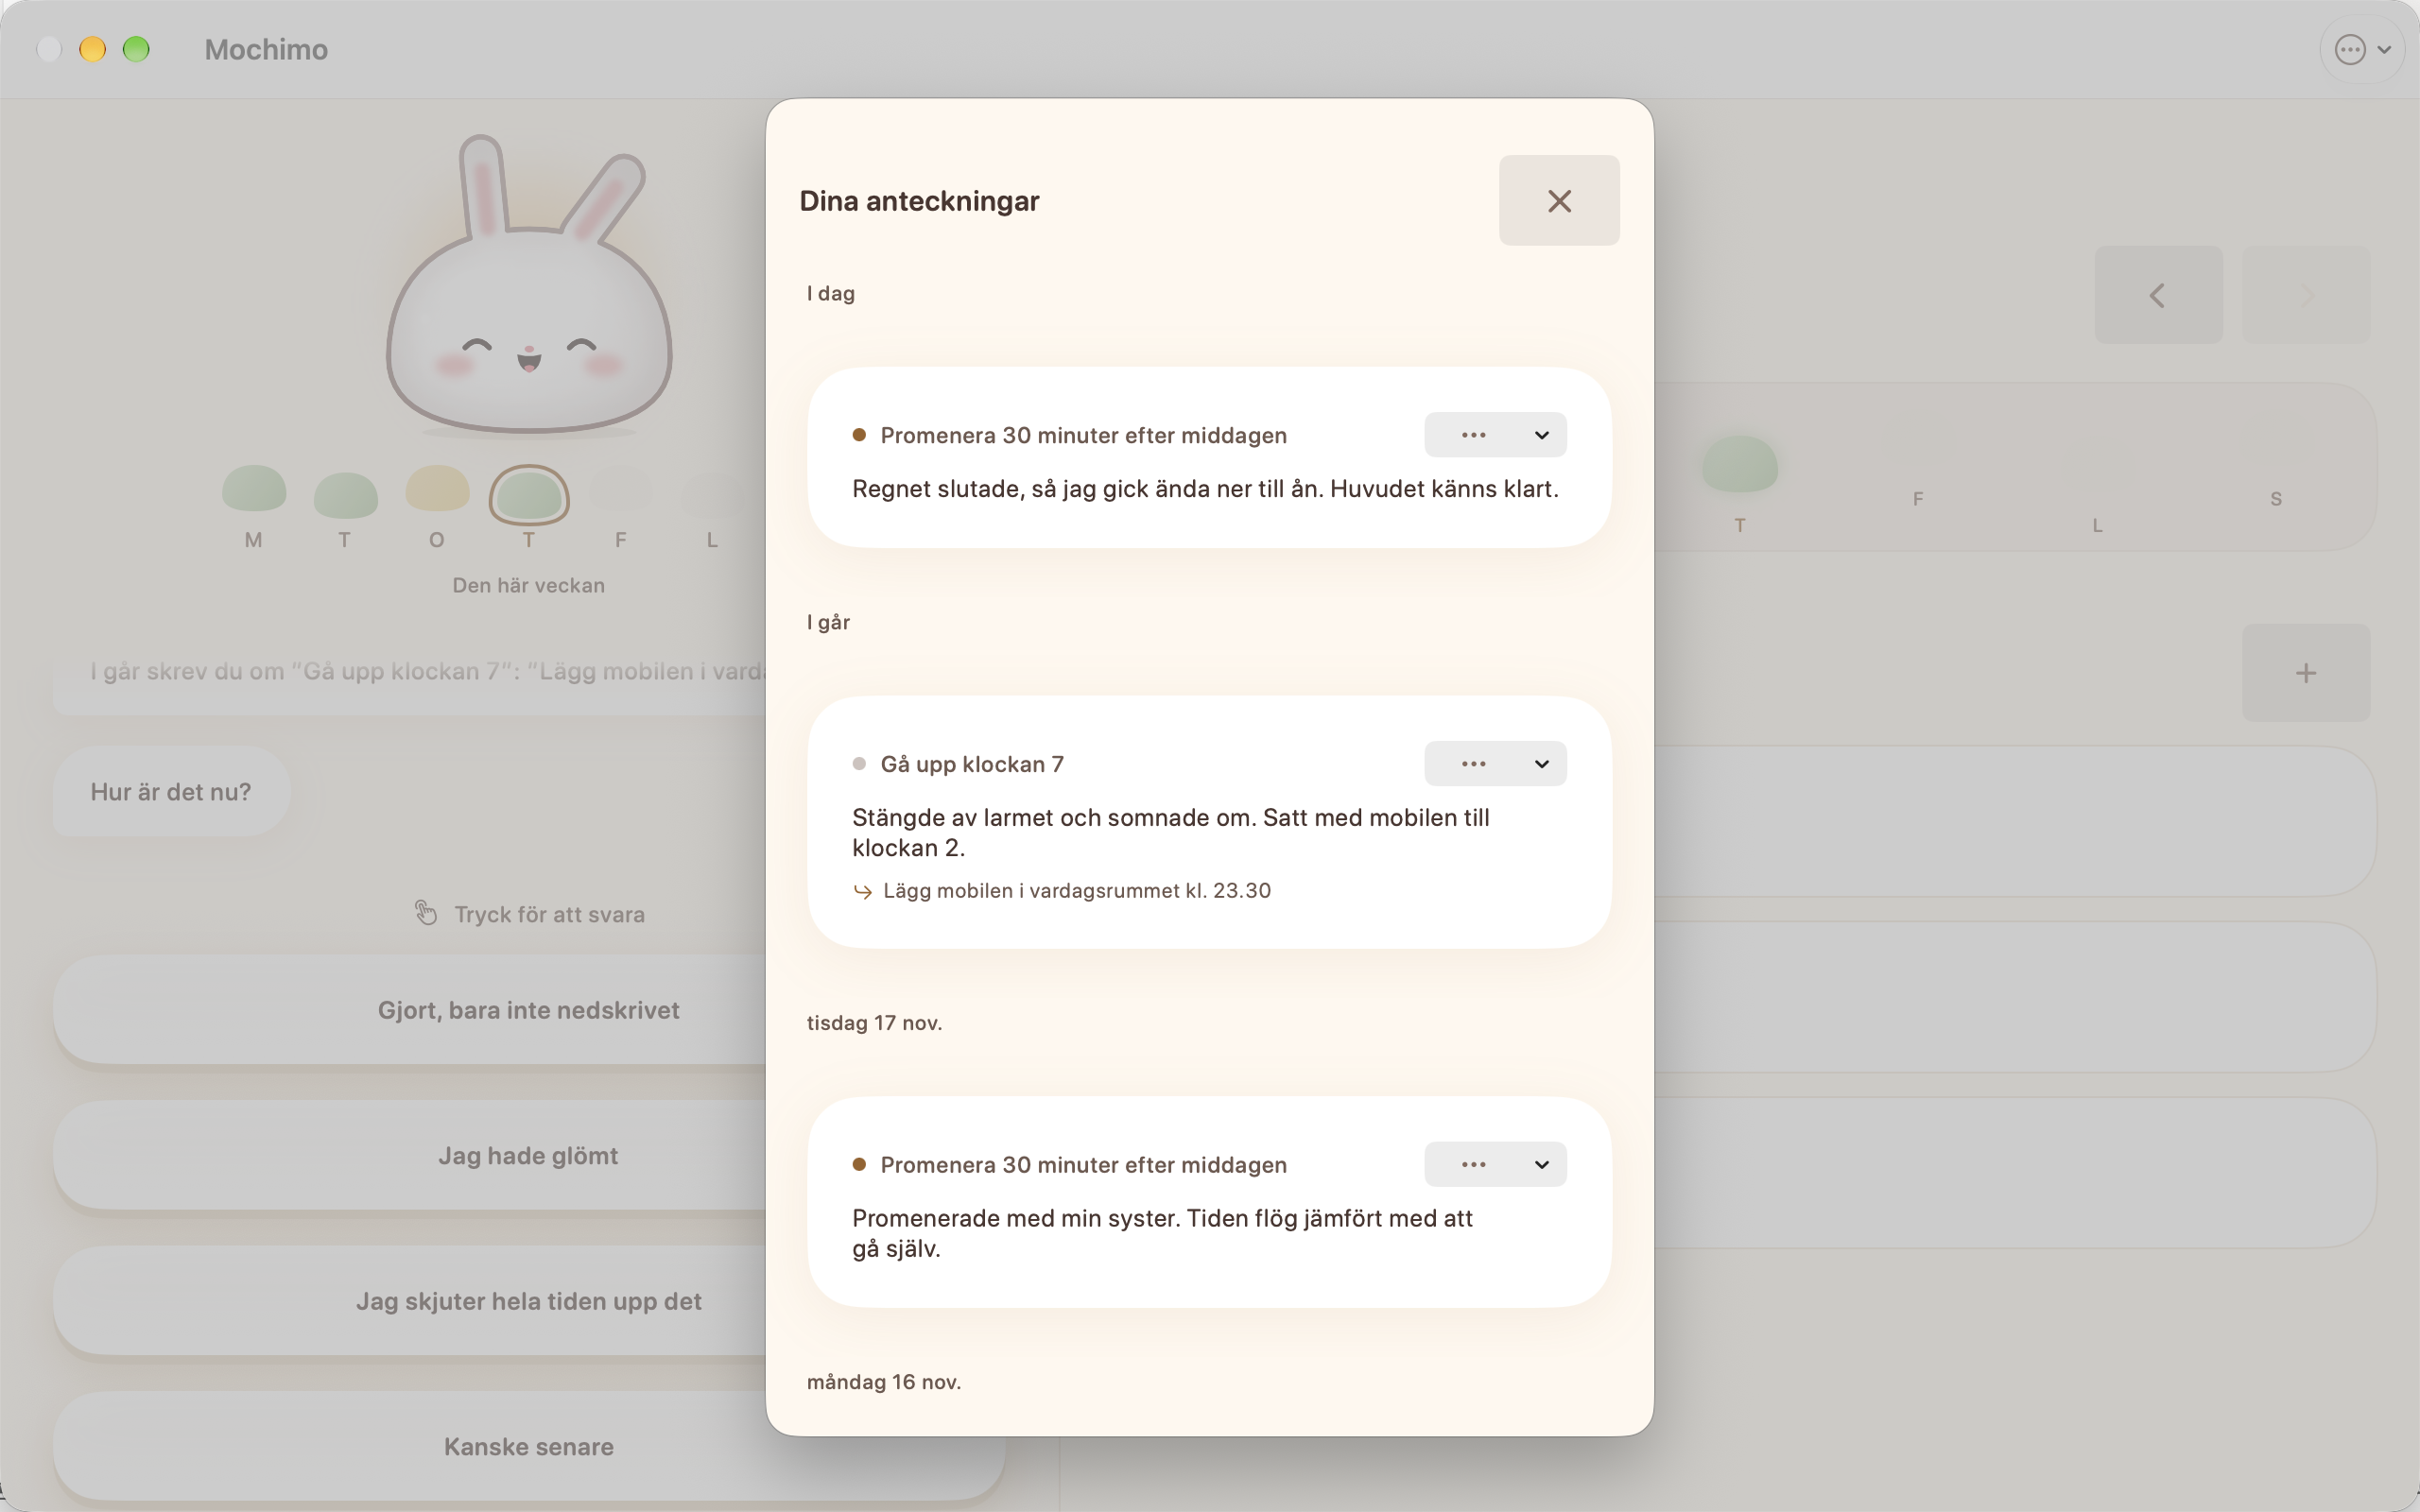 Mochimo
M T O T F L
Den här veckan
I går skrev du om ”Gå upp klockan 7”: ”Lägg mobilen i
Hur är det nu?
Tryck för att svara
Gjort, bara inte nedskrivet
Jag hade glömt
Jag skjuter hela tiden upp det
Kanske senare
Dina anteckningar
I dag
Promenera 30 minuter efter middagen
Regnet slutade, så jag gick ända ner till ån. Huvudet känns klart.
I går
Gå upp klockan 7
Stängde av larmet och somnade om. Satt med mobilen till
klockan 2.
Lägg mobilen i vardagsrummet kl. 23.30
tisdag 17 nov.
Promenera 30 minuter efter middagen
Promenerade med min syster. Tiden flög jämfört med att
gå själv.
måndag 16 nov.
T F L S